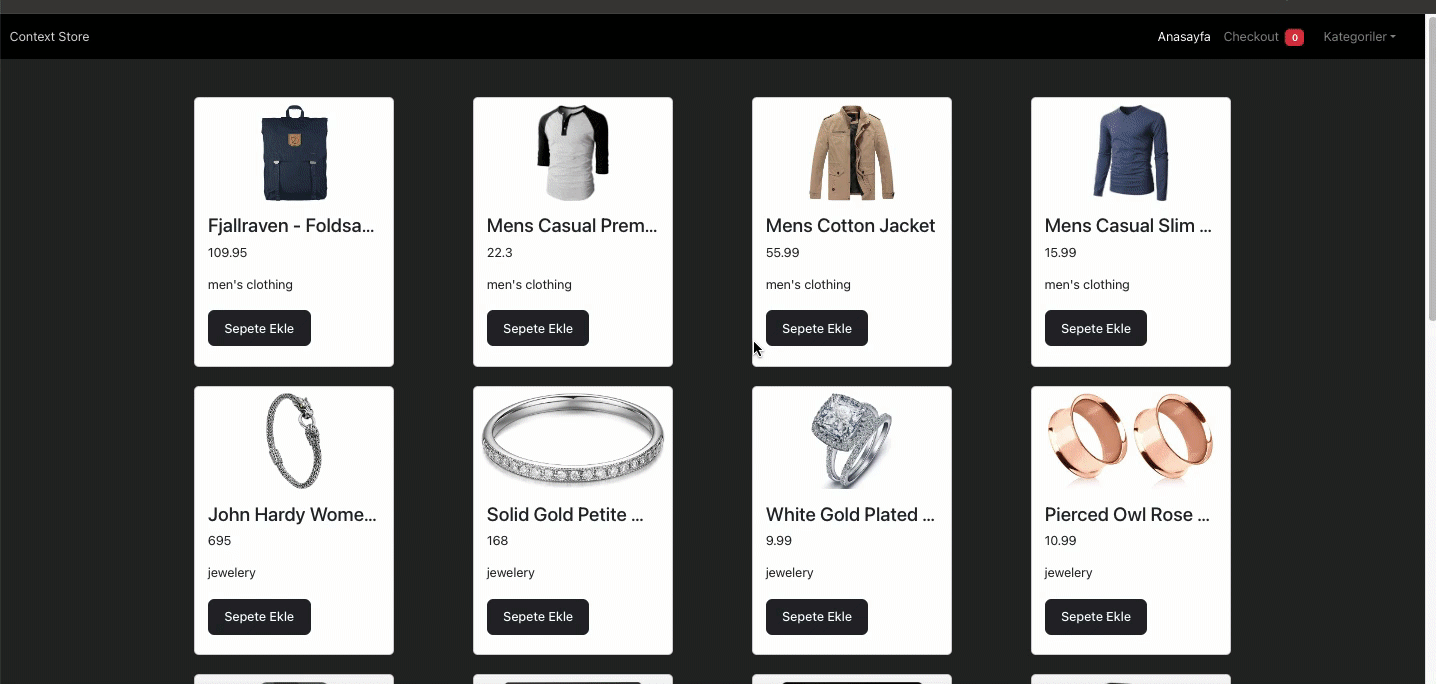 Context Store
Anasayfa Checkout 0 Kategoriler
Fjallraven - Foldsa...
109.95
men's clothing
Sepete Ekle
Mens Casual Prem...
22.3
men's clothing
Sepete Ekle
Mens Cotton Jacket
55.99
men's clothing
Sepete Ekle
Mens Casual Slim ...
15.99
men's clothing
Sepete Ekle
John Hardy Wome...
695
jewelery
Sepete Ekle
Solid Gold Petite ...
168
jewelery
Sepete Ekle
White Gold Plated ...
9.99
jewelery
Sepete Ekle
Pierced Owl Rose ...
10.99
jewelery
Sepete Ekle